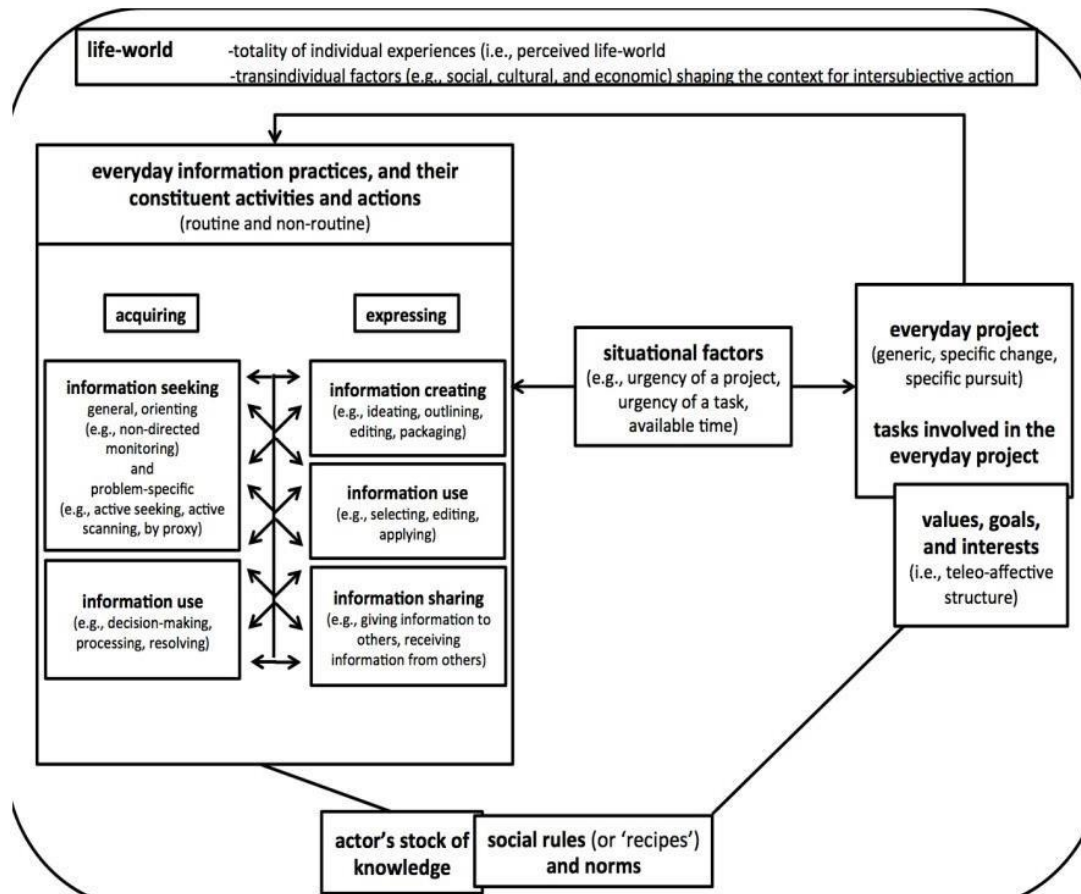 life-world -totality of individual experiences (i.e., perceived life-world
-transindividual factors (e.g., social, cultural, and economic) shaping the context for intersubjective action
everyday information practices, and their
constituent activities and actions
(routine and non-routine)
acquiring
expressing
information seeking
general, orienting
(e.g., non-directed
monitoring)
and
problem-specific
(e.g., active seeking, active
scanning, by proxy)
information use
(e.g., decision-making,
processing, resolving)
information creating
(e.g., ideating, outlining,
editing, packaging)
information use
(e.g., selecting, editing,
applying)
information sharing
(e.g., giving information to
others, receiving
information from others)
situational factors
(e.g., urgency of a project,
urgency of a task,
available time)
everyday project
(generic, specific change,
specific pursuit)
tasks involved in the
everyday project
values, goals,
and interests
(i.e., teleo-affective
structure)
actor's stock of
knowledge
social rules (or 'recipes')
and norms